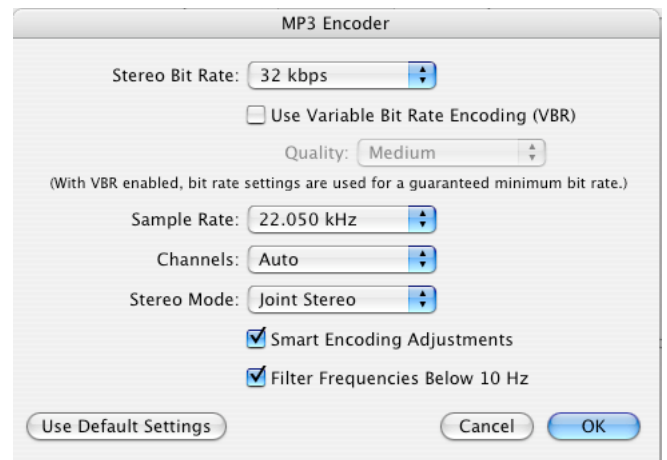 MP3 Encoder
Stereo Bit Rate: 32 kbps
Use Variable Bit Rate Encoding (VBR)
Quality: Medium
(With VBR enabled, bit rate settings are used for a guaranteed minimum bit rate.)
Sample Rate: 22.050 kHz
Channels: Auto
Stereo Mode: Joint Stereo
Smart Encoding Adjustments
Filter Frequencies Below 10 Hz
Use Default Settings Cancel OK